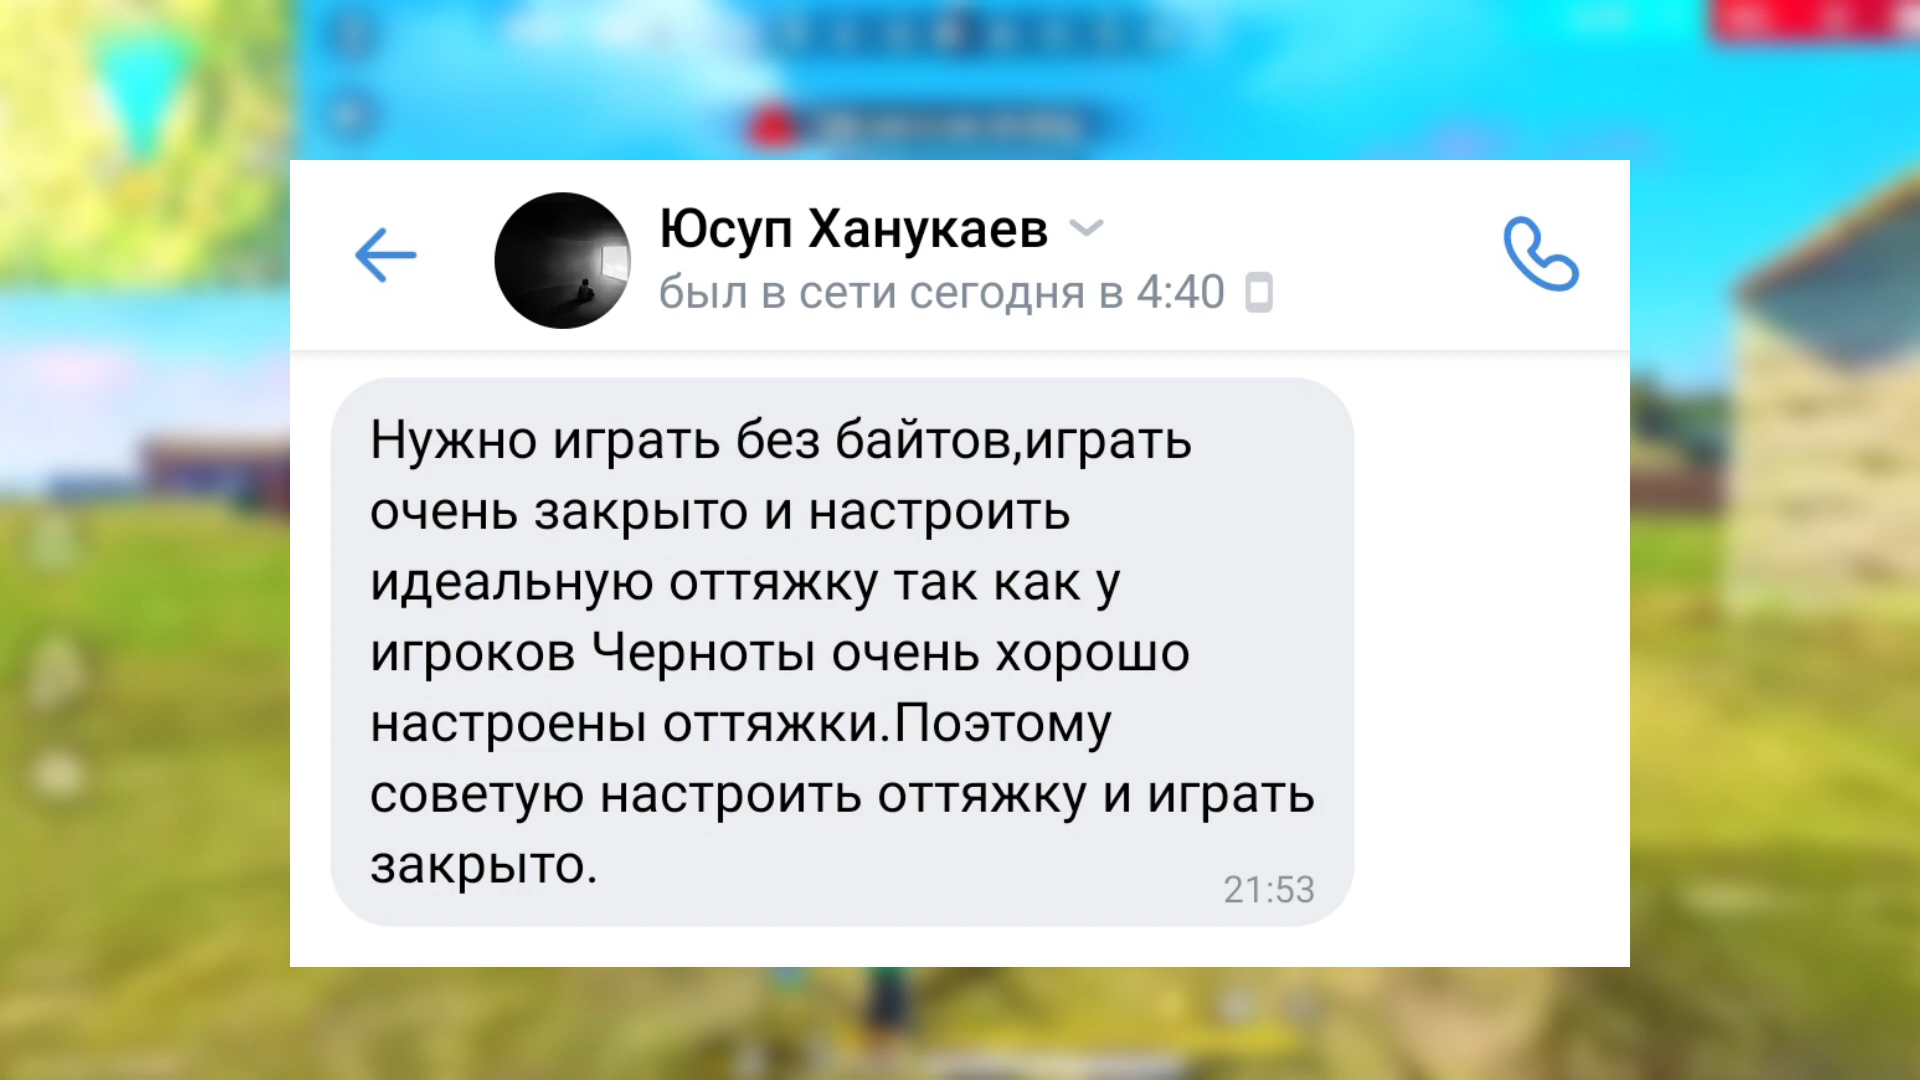 Юсуп Ханукаев
был в сети сегодня в 4:40
Нужно играть без байтов,играть
очень закрыто и настроить
идеальную оттяжку так как у
игроков Черноты очень хорошо
настроены оттяжки.Поэтому
советую настроить оттяжку и играть
закрыто.
21:53